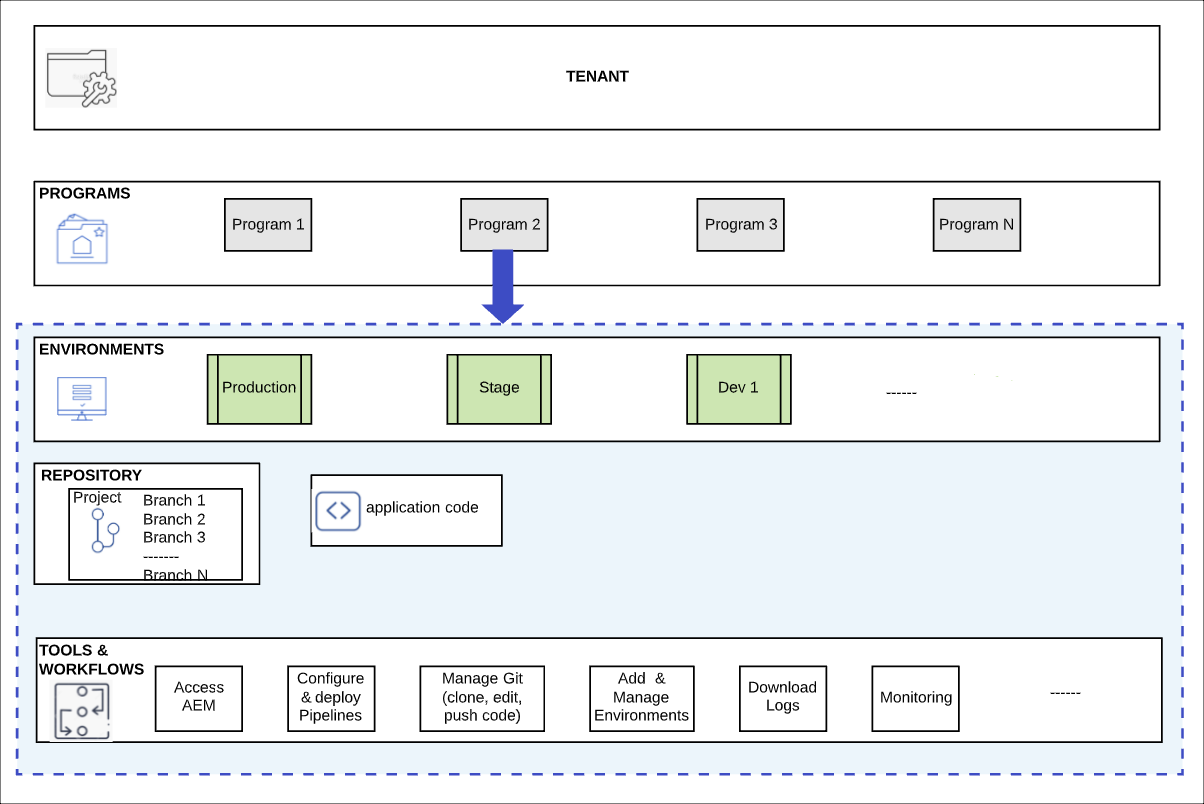 TENANT
PROGRAMS
Program 1
Program 2
Program 3
Program N
ENVIRONMENTS
Production
Stage
Dev 1
------
REPOSITORY
Project
Branch 1
Branch 2
Branch 3
-------
Branch N
application code
TOOLS &
WORKFLOWS
Access
AEM
Configure
& deploy
Pipelines
Manage Git
(clone, edit,
push code)
Add &
Manage
Environments
Download
Logs
Monitoring
------